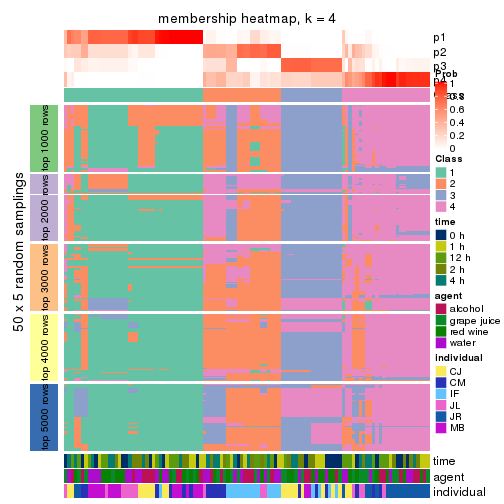 membership heatmap, k = 4
p1
p2
p3
p4
Prob
1
0.8
0.6
0.4
0.2
0
Class
1
2
3
4
time
0 h
1 h
12 h
2 h
4 h
agent
alcohol
grape juice
red wine
water
individual
CJ
CM
IF
JL
JR
MB
50 x 5 random samplings
top 1000 rows
top 2000 rows
top 3000 rows
top 4000 rows
top 5000 rows
time
agent
individual